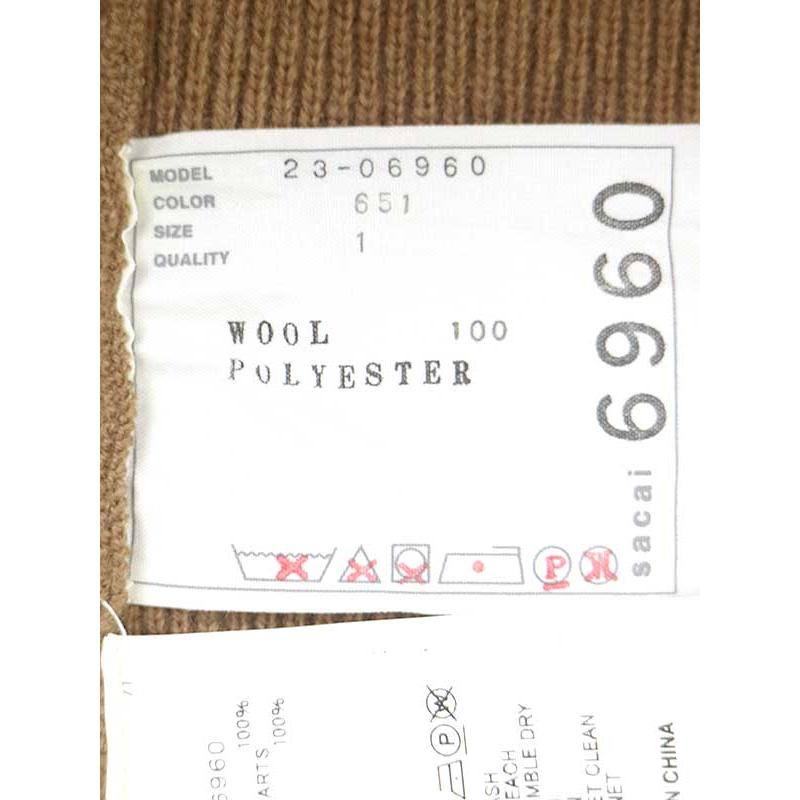 MODEL 23-06960
COLOR 651
SIZE 1
QUALITY
WOOL 100
POLYESTER
P
W
sacai 6960
6960
100%
ARTS 100%
P
W
ASH
EACH
MBLE DRY
ET CLEAN
NET
N CHINA